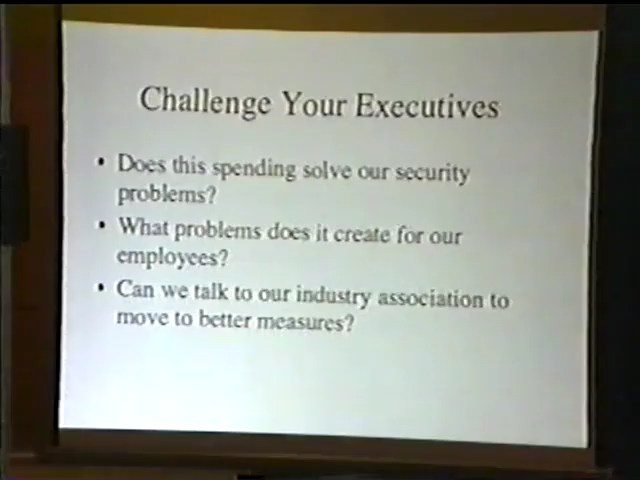 Challenge Your Executives
• Does this spending solve our security
problems?
• What problems does it create for our
employees?
• Can we talk to our industry association to
move to better measures?